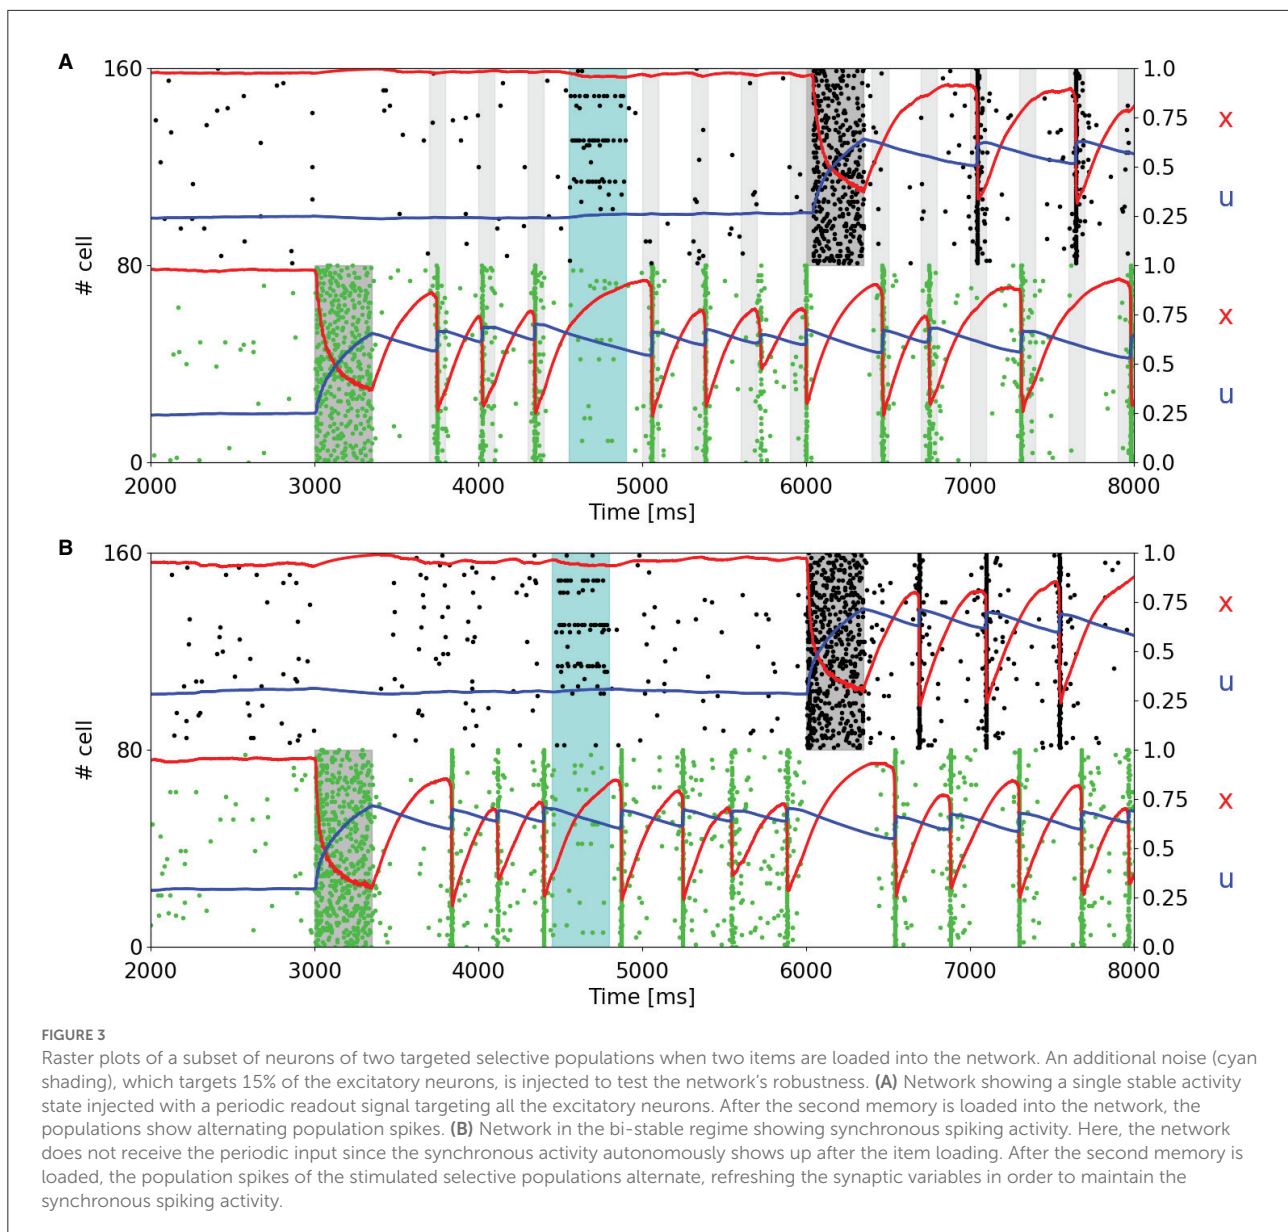 A
160
1.0
0.75
x
0.5
u
0.25
# cell
80
1.0
0.75
x
0.5
u
0.25
0
0.0
2000 3000 4000 5000 6000 7000 8000
Time [ms]
B
160
1.0
0.75
x
0.5
u
0.25
# cell
80
1.0
0.75
x
0.5
u
0.25
0
0.0
2000 3000 4000 5000 6000 7000 8000
Time [ms]
FIGURE 3
Raster plots of a subset of neurons of two targeted selective populations when two items are loaded into the network. An additional noise (cyan
shading), which targets 15% of the excitatory neurons, is injected to test the network’s robustness. (A) Network showing a single stable activity
state injected with a periodic readout signal targeting all the excitatory neurons. After the second memory is loaded into the network, the
populations show alternating population spikes. (B) Network in the bi-stable regime showing synchronous spiking activity. Here, the network
does not receive the periodic input since the synchronous activity autonomously shows up after the item loading. After the second memory is
loaded, the population spikes of the stimulated selective populations alternate, refreshing the synaptic variables in order to maintain the
synchronous spiking activity.